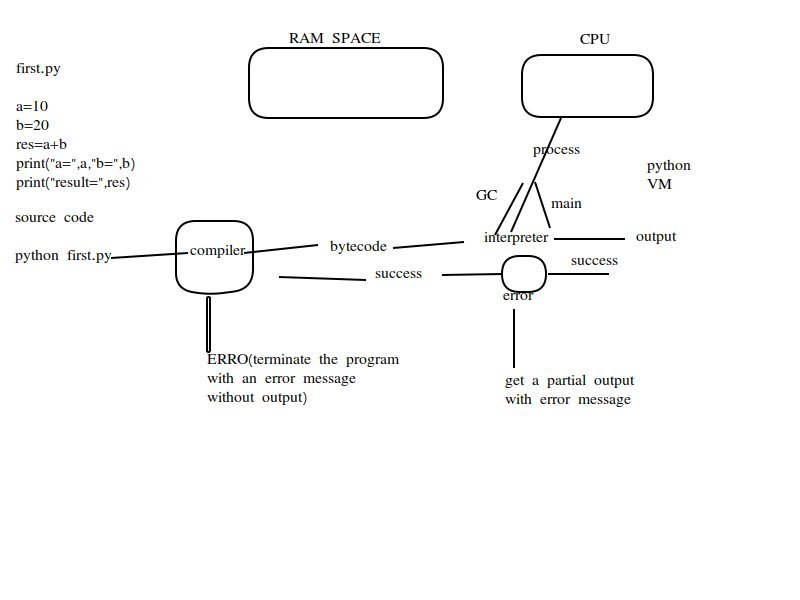 RAM SPACE
CPU
first.py
a=10
b=20
res=a+b
print("a=",a,"b=",b)
print("result=",res)
source code
python first.py
compiler
bytecode
success
ERRO(terminate the program
with an error message
without output)
process
python
VM
GC
main
interpreter
output
success
error
get a partial output
with error message